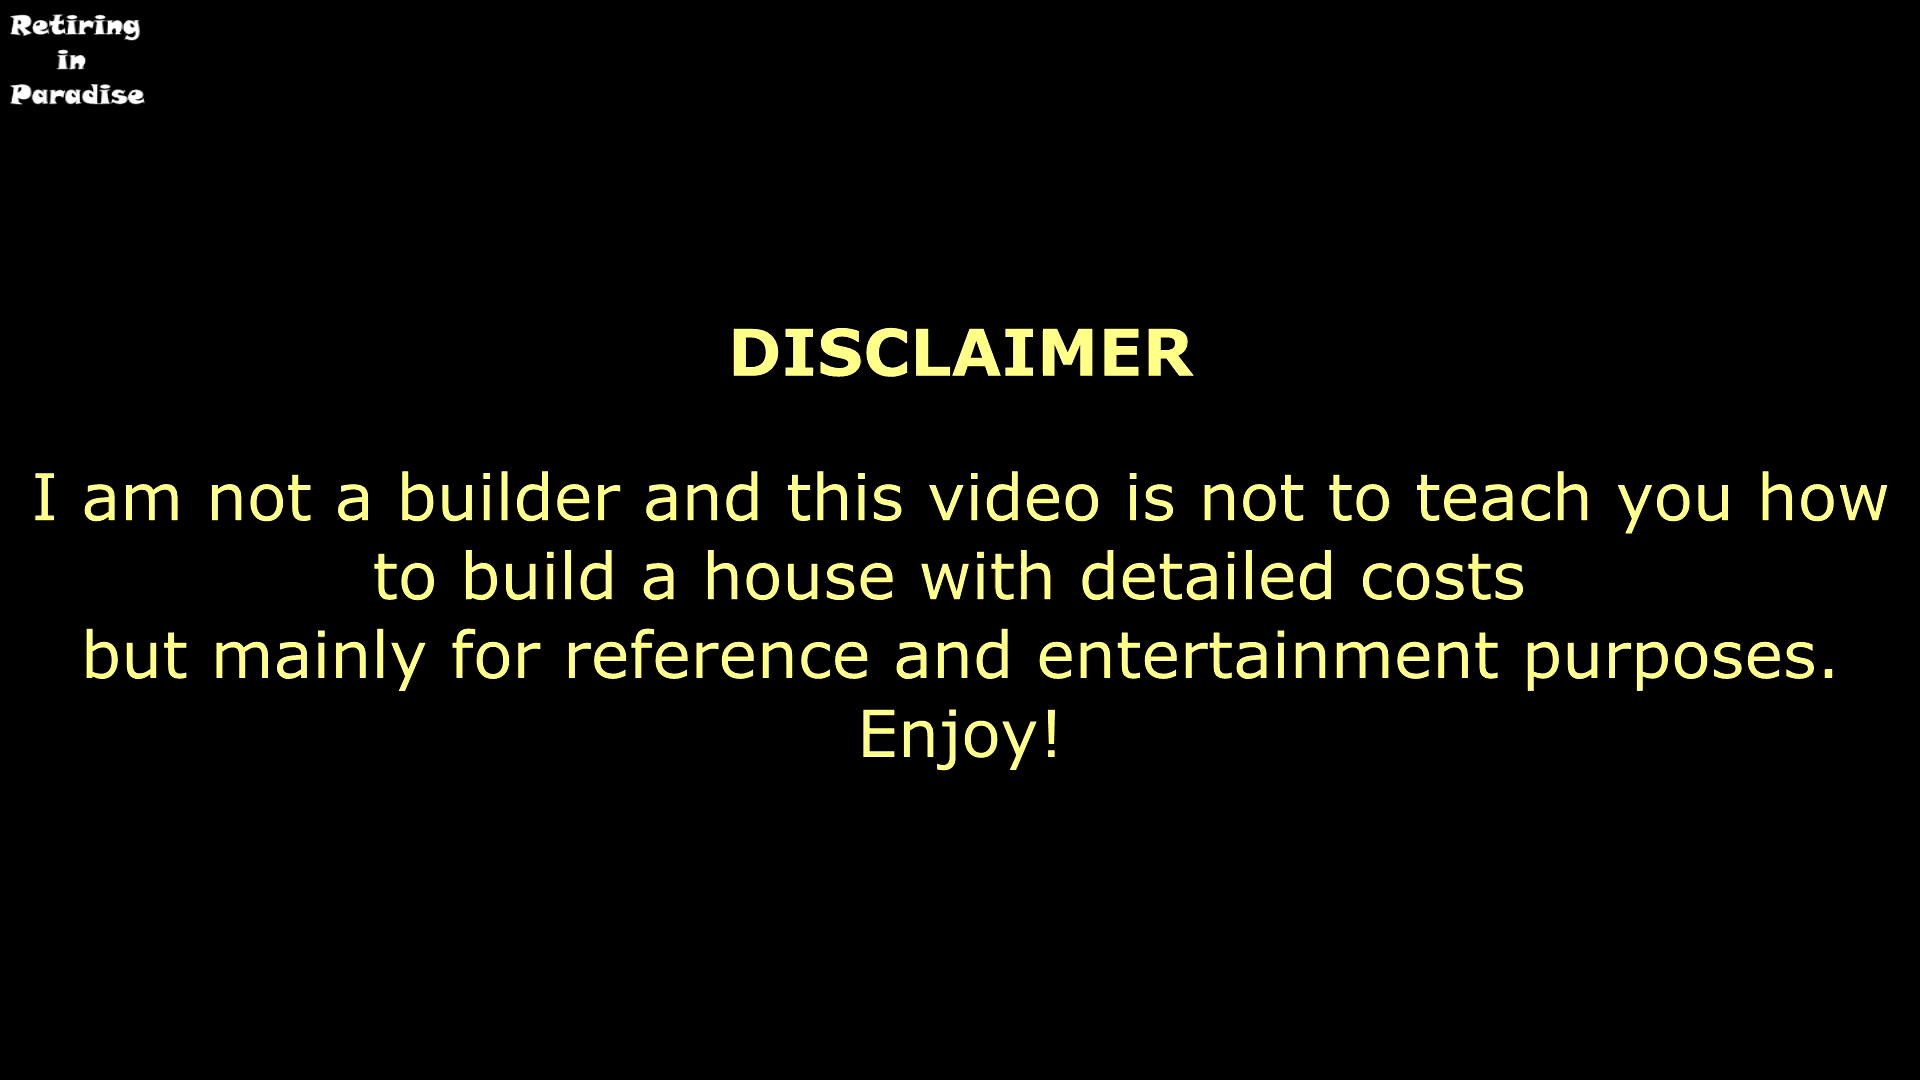 Retiring
in
Paradise
DISCLAIMER
I am not a builder and this video is not to teach you how
to build a house with detailed costs
but mainly for reference and entertainment purposes.
Enjoy!